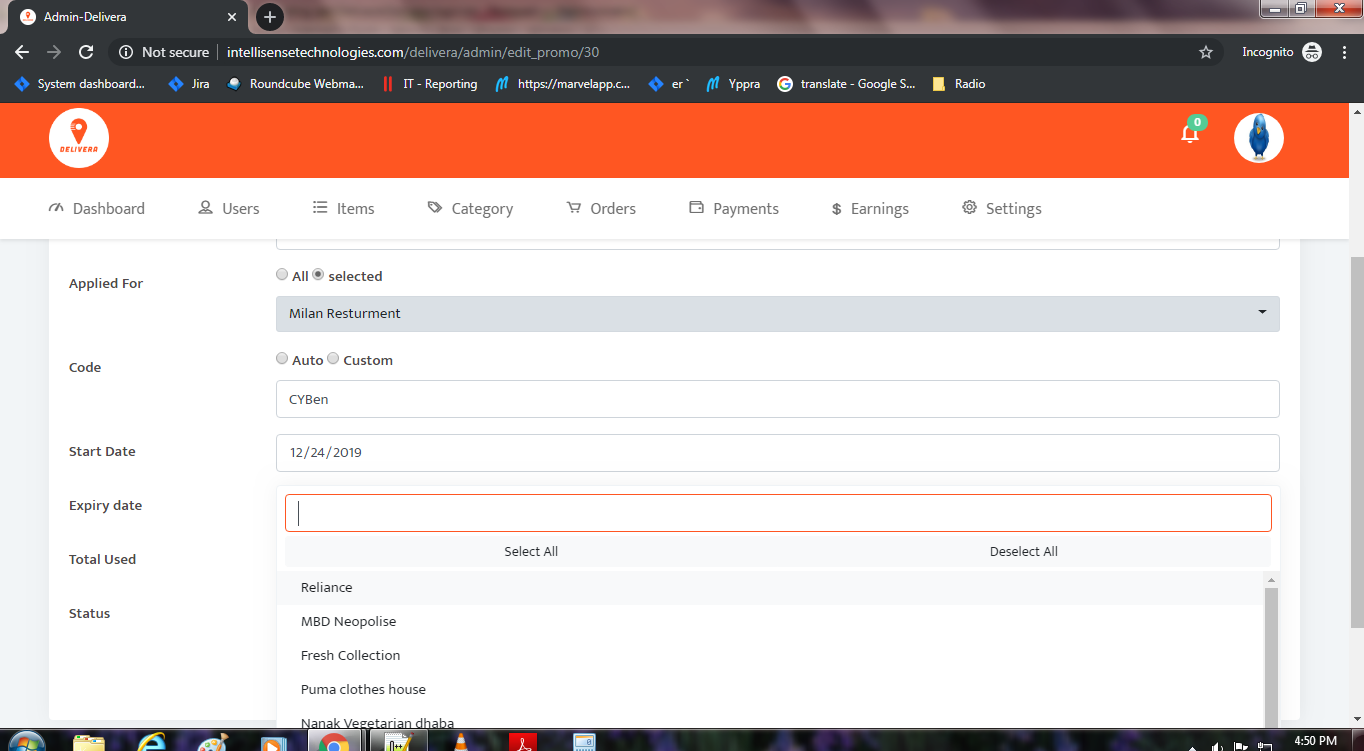 Admin-Delivera
Not secure intellisensetechnologies.com/delivera/admin/edit_promo/30 Incognito
System dashboard... Jira Roundcube Webma... IT - Reporting https://marvelapp.c... er ` Yppra translate - Google S... Radio
DELIVERA 0
Dashboard Users Items Category Orders Payments $ Earnings Settings
Applied For All selected
Milan Resturment
Code Auto Custom
CYBen
Start Date 12/24/2019
Expiry date
Select All Deselect All
Total Used
Reliance
Status
MBD Neopolise
Fresh Collection
Puma clothes house
Nanak Vegetarian dhaba
4:50 PM